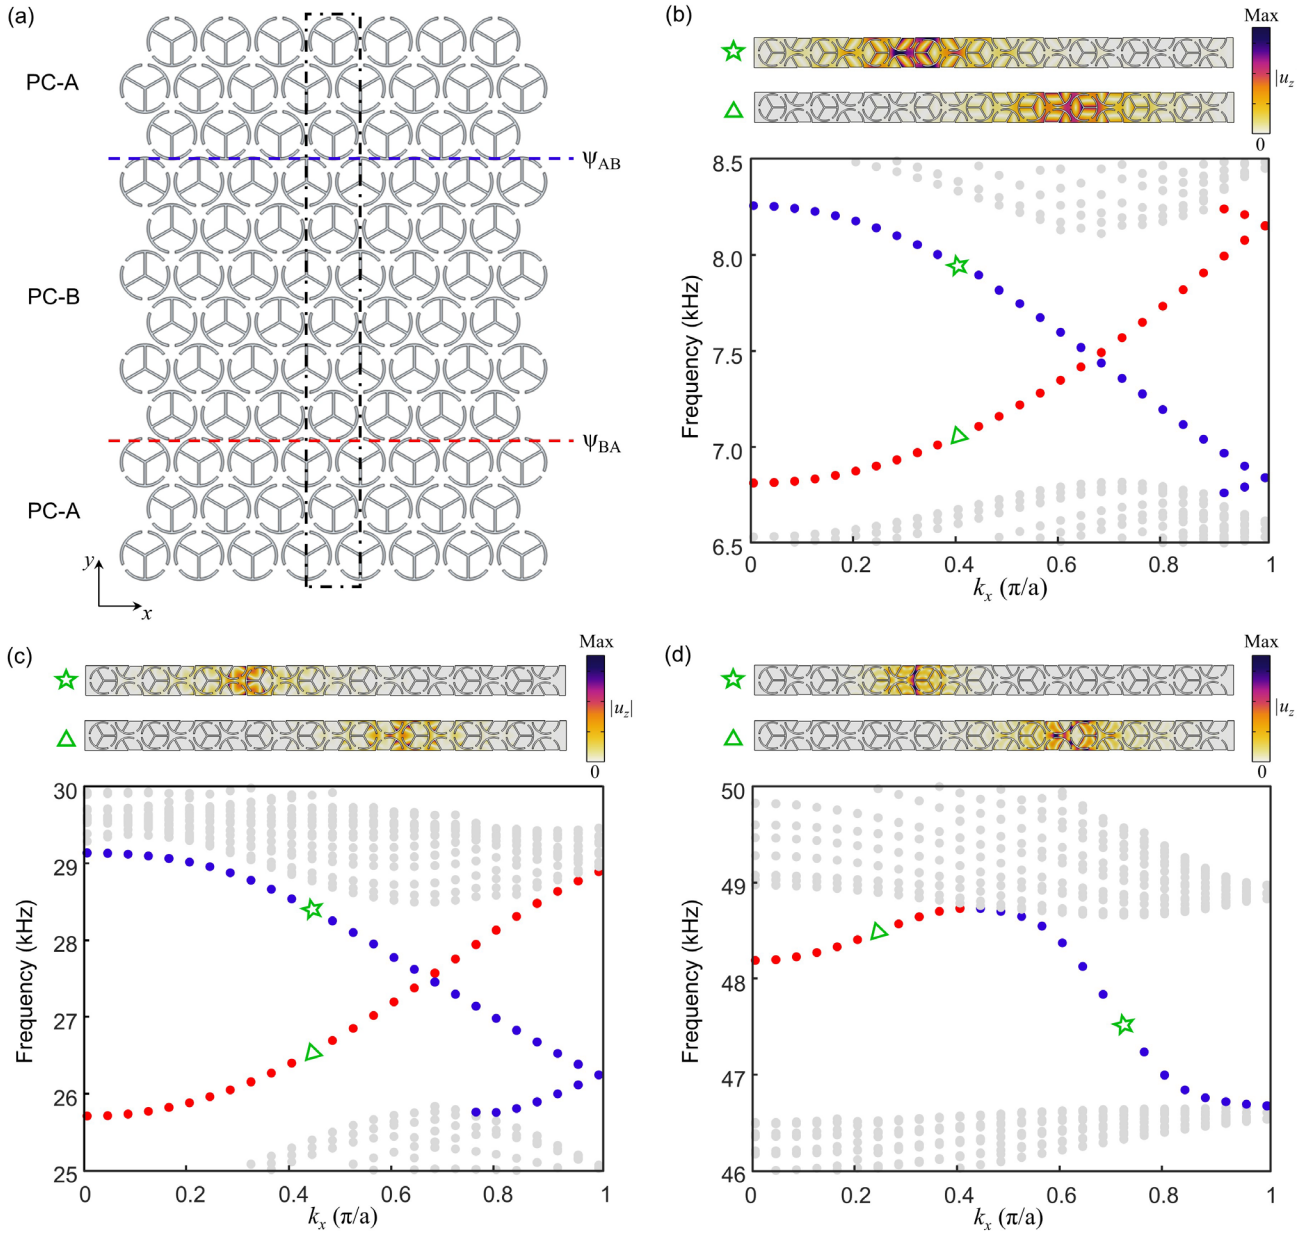 (a)
PC-A
ψAB
PC-B
ψBA
PC-A
y
x
(b)
Max
|uz
0
8.5
8.0
7.5
7.0
6.5
Frequency (kHz)
0 0.2 0.4 0.6 0.8 1
kx (π/a)
(c)
Max
|uz|
0
30
29
28
27
26
25
Frequency (kHz)
0 0.2 0.4 0.6 0.8 1
kx (π/a)
(d)
Max
|uz
0
50
49
48
47
46
Frequency (kHz)
0 0.2 0.4 0.6 0.8 1
kx (π/a)